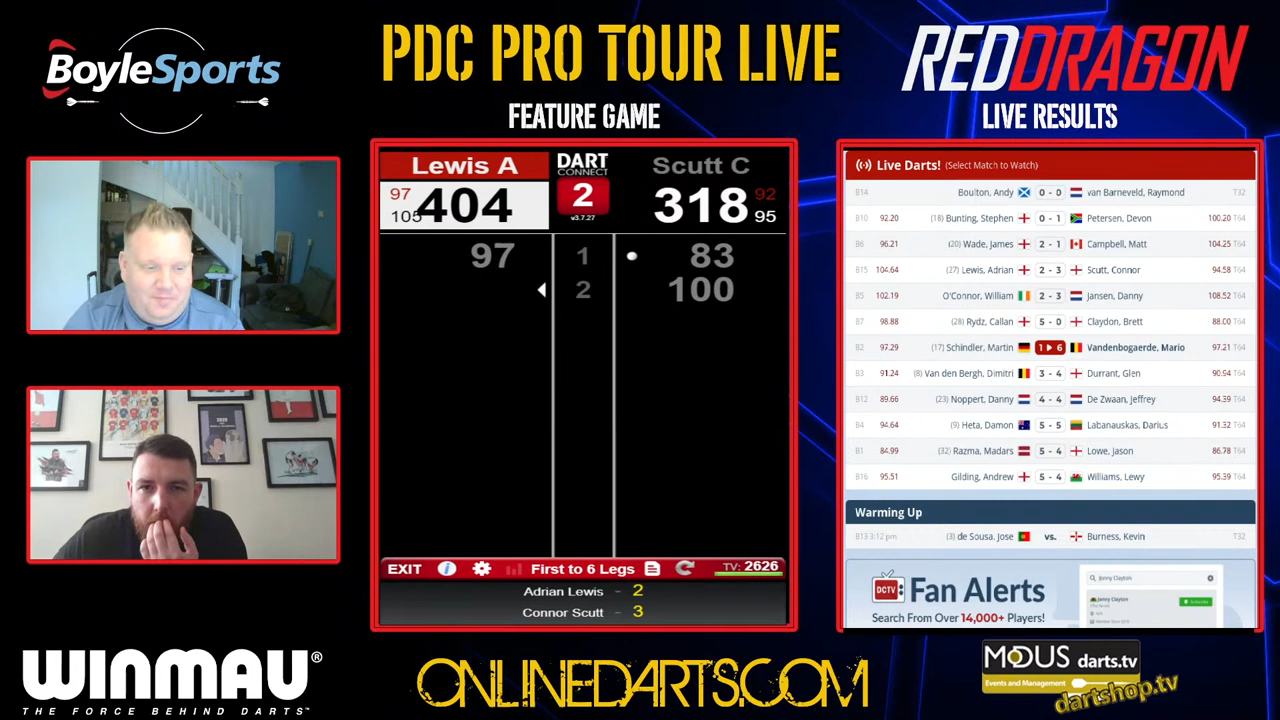 BoyleSports
PDC PRO TOUR LIVE
FEATURE GAME
REDDRAGON
LIVE RESULTS
Lewis A
DART
CONNECT
2
v3.7.27
Scutt C
97
105
404
318
92
95
97 1 83
2 100
EXIT First to 6 Legs TV: 2626
Adrian Lewis - 2
Connor Scutt - 3
Live Darts! (Select Match to Watch)
B14 Boulton, Andy 0 - 0 van Barneveld, Raymond T32
B10 92.20 (18) Bunting, Stephen 0 - 1 Petersen, Devon 100.20 T64
B6 96.21 (20) Wade, James 2 - 1 Campbell, Matt 104.25 T64
B15 104.64 (27) Lewis, Adrian 2 - 3 Scutt, Connor 94.58 T64
B5 102.19 O'Connor, William 2 - 3 Jansen, Danny 108.52 T64
B7 98.88 (28) Rydz, Callan 5 - 0 Claydon, Brett 88.00 T64
B2 97.29 (17) Schindler, Martin 1 ▸ 6 Vandenbogaerde, Mario 97.21 T64
B3 91.24 (8) Van den Bergh, Dimitri 3 - 4 Durrant, Glen 90.94 T64
B12 89.66 (23) Noppert, Danny 4 - 4 De Zwaan, Jeffrey 94.39 T64
B4 94.64 (9) Heta, Damon 5 - 5 Labanauskas, Darius 91.32 T64
B1 84.99 (32) Razma, Madars 5 - 4 Lowe, Jason 86.78 T64
B16 95.51 Gilding, Andrew 5 - 4 Williams, Lewy 95.39 T64
Warming Up
B13 3:12 pm (3) de Sousa, Jose vs. Burness, Kevin T32
DCTV
Fan Alerts
Search From Over 14,000+ Players!
Jonny Clayton
Jonny Clayton
WINMAU®
THE FORCE BEHIND DARTS™
ONLINEDARTS.COM
MODUS darts.tv
Events and Management
dartshop.tv